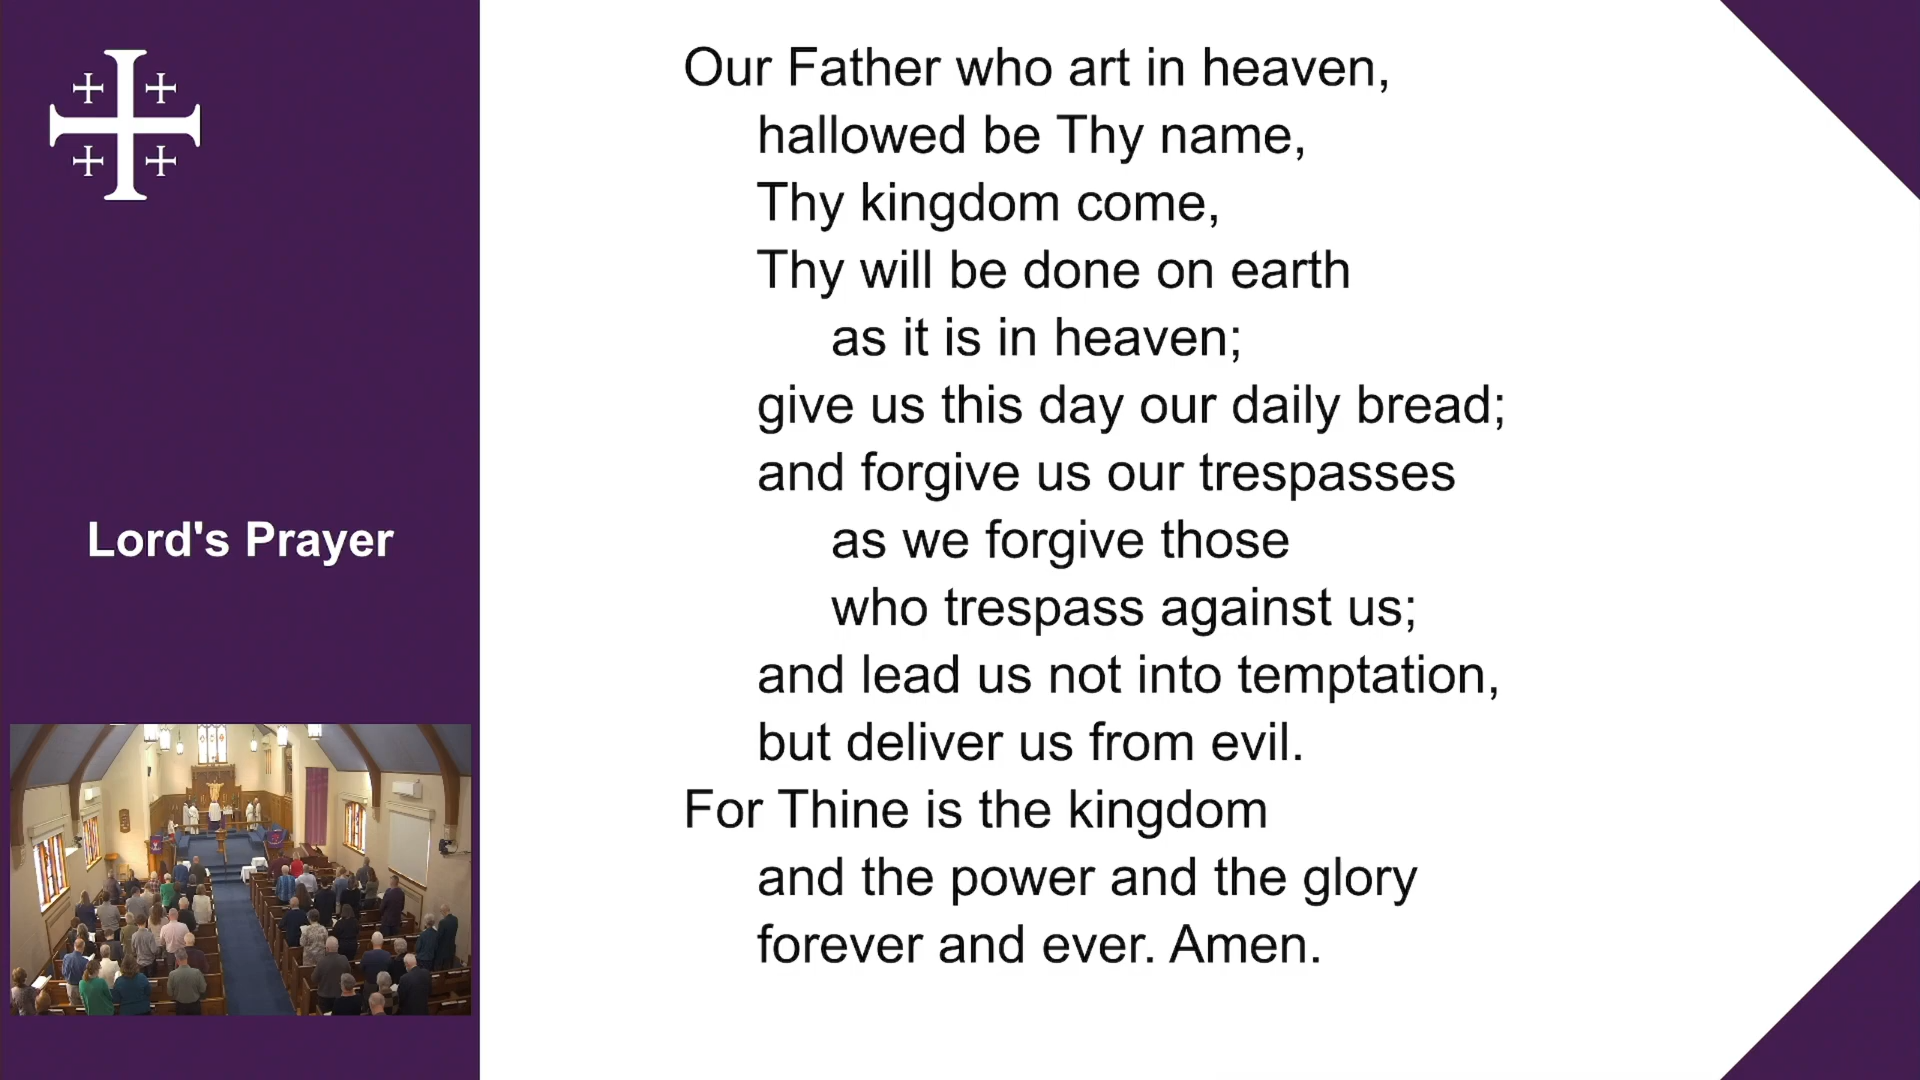 Lord's Prayer
Our Father who art in heaven,
hallowed be Thy name,
Thy kingdom come,
Thy will be done on earth
as it is in heaven;
give us this day our daily bread;
and forgive us our trespasses
as we forgive those
who trespass against us;
and lead us not into temptation,
but deliver us from evil.
For Thine is the kingdom
and the power and the glory
forever and ever. Amen.